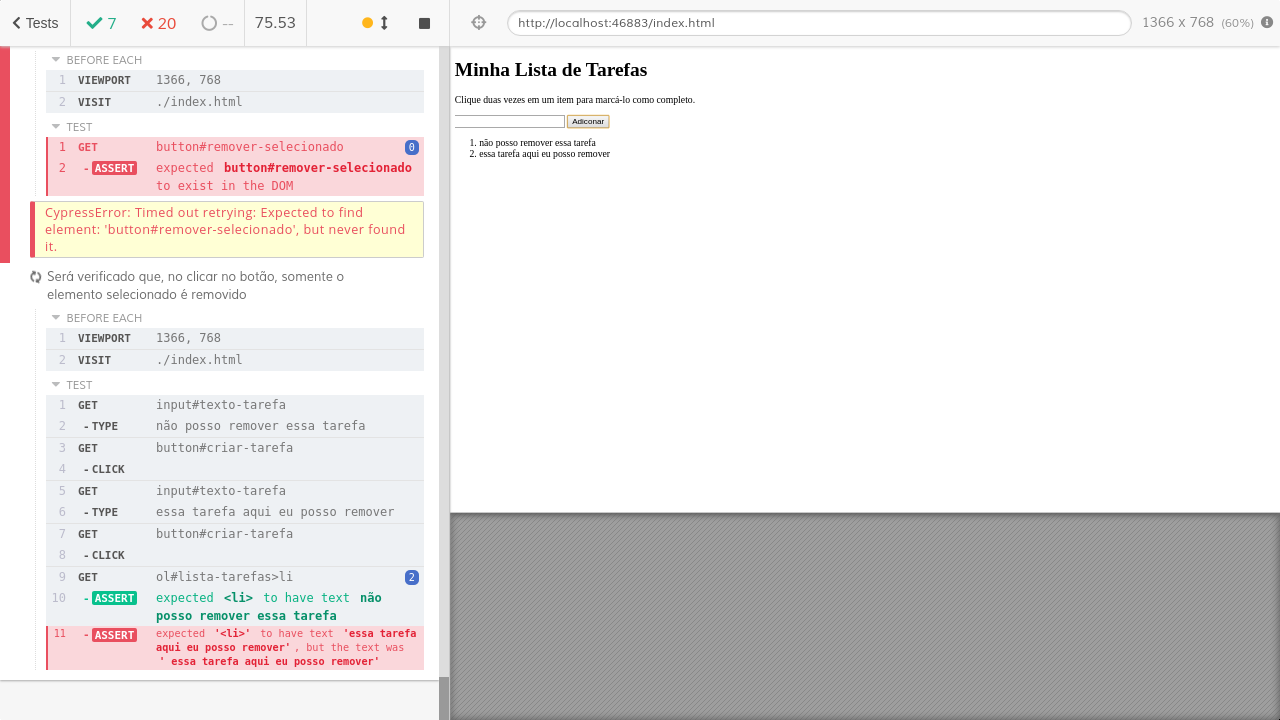 Tests 7 20 -- 75.53 http://localhost:46883/index.html 1366 x 768 (60%)
BEFORE EACH
1 VIEWPORT 1366, 768
2 VISIT ./index.html
TEST
1 GET button#remover-selecionado 0
2 - ASSERT expected button#remover-selecionado
to exist in the DOM
CypressError: Timed out retrying: Expected to find
element: 'button#remover-selecionado', but never found
it.
Será verificado que, no clicar no botão, somente o
elemento selecionado é removido
BEFORE EACH
1 VIEWPORT 1366, 768
2 VISIT ./index.html
TEST
1 GET input#texto-tarefa
2 - TYPE não posso remover essa tarefa
3 GET button#criar-tarefa
4 - CLICK
5 GET input#texto-tarefa
6 - TYPE essa tarefa aqui eu posso remover
7 GET button#criar-tarefa
8 - CLICK
9 GET ol#lista-tarefas>li 2
10 - ASSERT expected <li> to have text não
posso remover essa tarefa
11 - ASSERT expected '<li>' to have text 'essa tarefa
aqui eu posso remover', but the text was
' essa tarefa aqui eu posso remover'
Minha Lista de Tarefas
Clique duas vezes em um item para marcá-lo como completo.
Adicionar
1. não posso remover essa tarefa
2. essa tarefa aqui eu posso remover